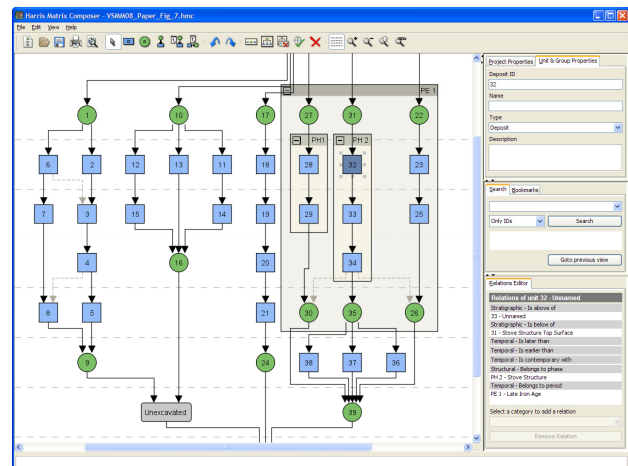 Harris Matrix Composer - VSMM08_Paper_Fig_7.hmc
File Edit View Help
PE 1
1
10
17
27
31
22
PH1
PH 2
6
2
12
13
11
18
28
32
23
7
3
15
14
19
29
33
25
4
16
20
34
8
5
21
30
35
26
9
24
38
37
36
Unexcavated
39
Project Properties
Unit & Group Properties
Deposit ID
32
Name
Type
Deposit
Description
Search
Bookmarks
Only IDs
Search
Goto previous view
Relations Editor
Relations of unit 32 - Unnamed
Stratigraphic - Is above of
33 - Unnamed
Stratigraphic - Is below of
31 - Stove Structure Top Surface
Temporal - Is later than
Temporal - Is earlier than
Temporal - Is contemporary with
Structural - Belongs to phase
PH 2 - Stove Structure
Temporal - Belongs to period
PE 1 - Late Iron Age
Select a category to add a relation
Remove Relation